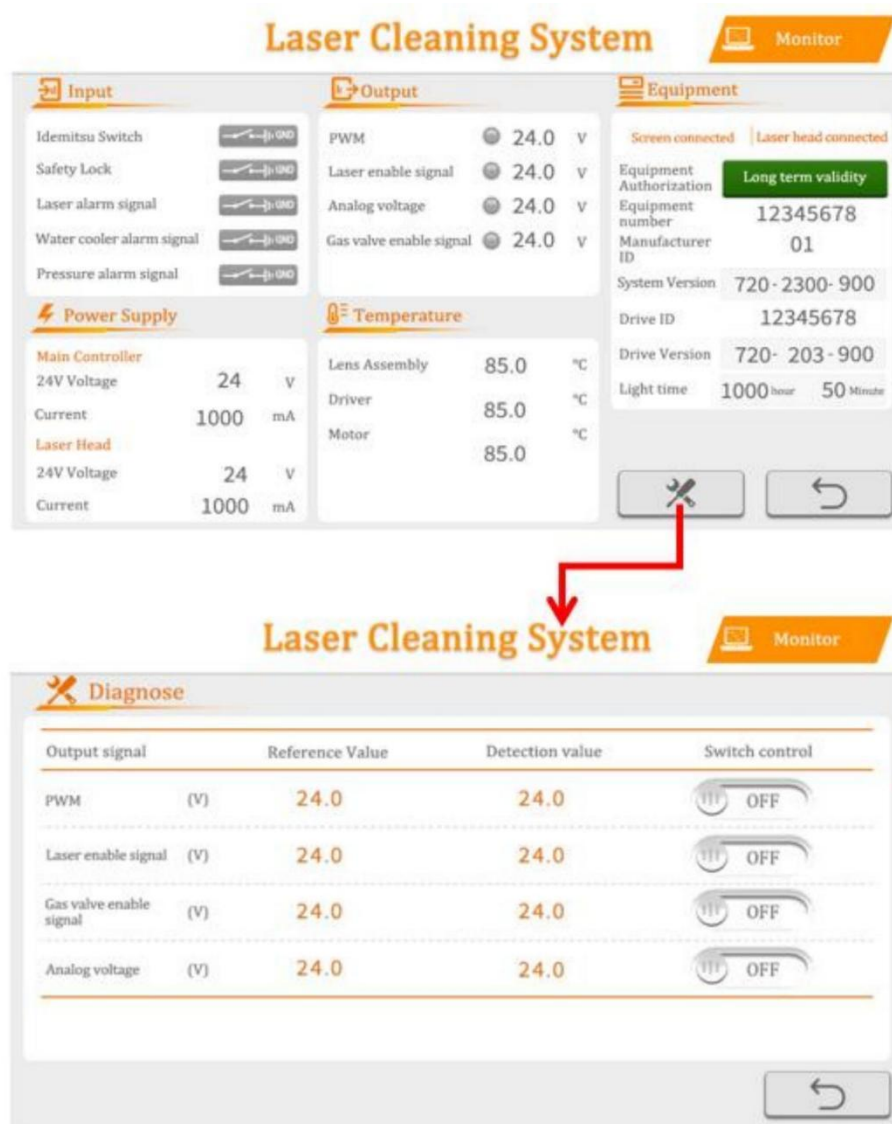 Laser Cleaning System
Monitor
Input
Idemitsu Switch GND
Safety Lock GND
Laser alarm signal GND
Water cooler alarm signal GND
Pressure alarm signal GND
Output
PWM 24.0 V
Laser enable signal 24.0 V
Analog voltage 24.0 V
Gas valve enable signal 24.0 V
Equipment
Screen connected Laser head connected
Equipment
Authorization
Long term validity
Equipment
number
12345678
Manufacturer
ID
01
System Version 720-2300-900
Drive ID 12345678
Drive Version 720- 203-900
Light time 1000 hour 50 Minute
Power Supply
Main Controller
24V Voltage 24 V
Current 1000 mA
Laser Head
24V Voltage 24 V
Current 1000 mA
Temperature
Lens Assembly 85.0 °C
Driver 85.0 °C
Motor 85.0 °C
Laser Cleaning System
Monitor
Diagnose
Output signal Reference Value Detection value Switch control
PWM (V) 24.0 24.0 OFF
Laser enable signal (V) 24.0 24.0 OFF
Gas valve enable
signal
(V) 24.0 24.0 OFF
Analog voltage (V) 24.0 24.0 OFF